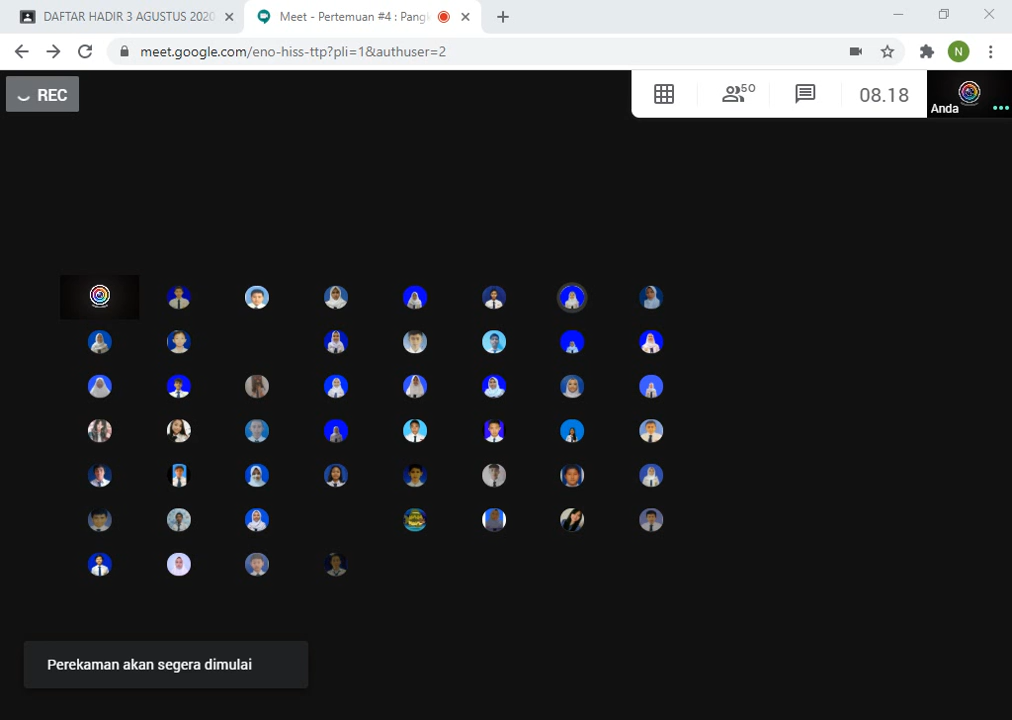 DAFTAR HADIR 3 AGUSTUS 2020
Meet - Pertemuan #4 : Pangk
meet.google.com/eno-hiss-ttp?pli=1&authuser=2
N
REC
50
08.18
Anda
Perekaman akan segera dimulai